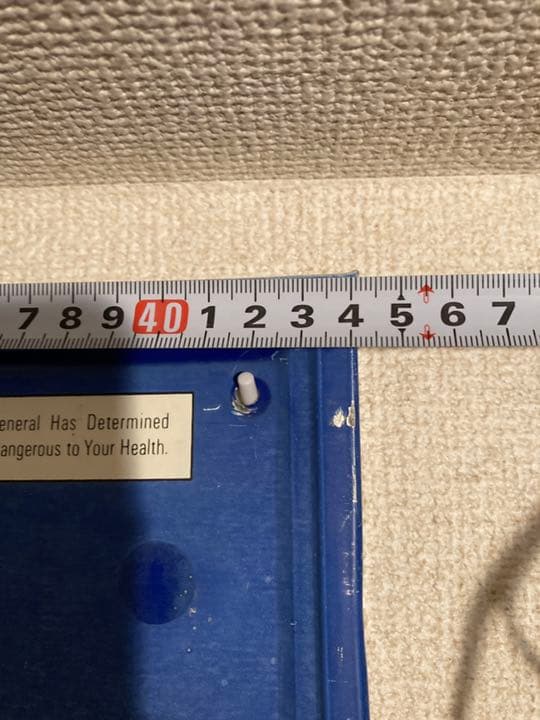 7 8 9 40 1 2 3 4 5 6 7
eneral Has Determined
angerous to Your Health.